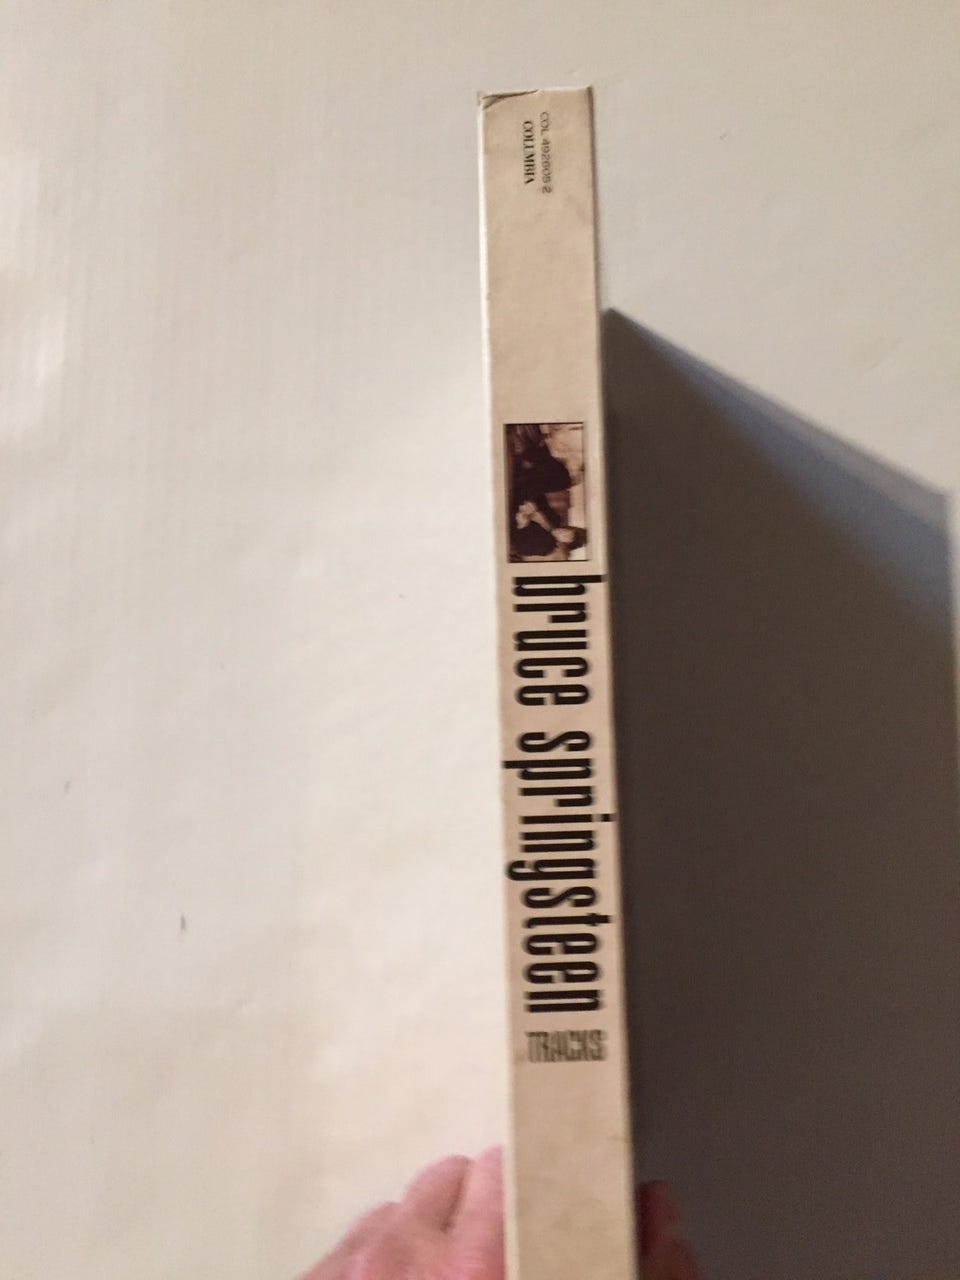 COL 492605 2
COLUMBIA
bruce springsteen
TRACKS